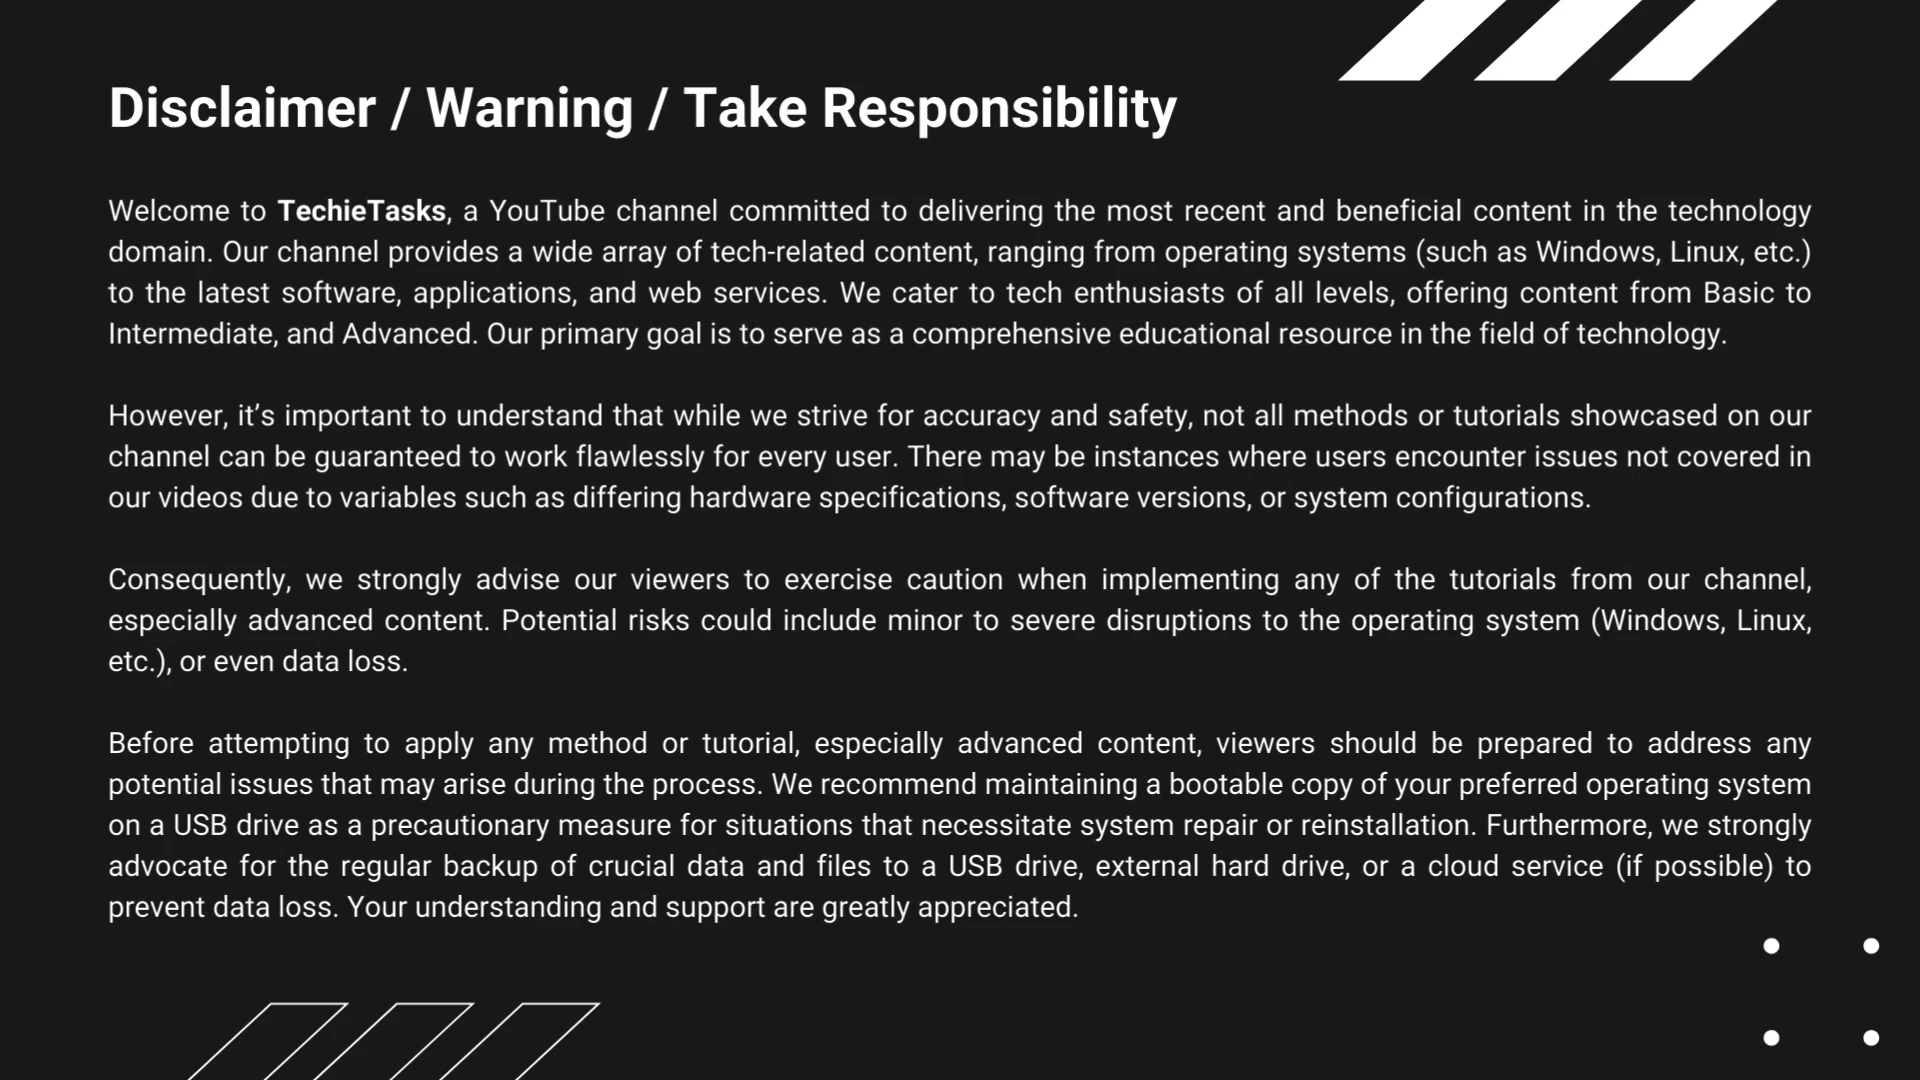 Disclaimer / Warning / Take Responsibility
Welcome to TechieTasks, a YouTube channel committed to delivering the most recent and beneficial content in the technology
domain. Our channel provides a wide array of tech-related content, ranging from operating systems (such as Windows, Linux, etc.)
to the latest software, applications, and web services. We cater to tech enthusiasts of all levels, offering content from Basic to
Intermediate, and Advanced. Our primary goal is to serve as a comprehensive educational resource in the field of technology.
However, it’s important to understand that while we strive for accuracy and safety, not all methods or tutorials showcased on our
channel can be guaranteed to work flawlessly for every user. There may be instances where users encounter issues not covered in
our videos due to variables such as differing hardware specifications, software versions, or system configurations.
Consequently, we strongly advise our viewers to exercise caution when implementing any of the tutorials from our channel,
especially advanced content. Potential risks could include minor to severe disruptions to the operating system (Windows, Linux,
etc.), or even data loss.
Before attempting to apply any method or tutorial, especially advanced content, viewers should be prepared to address any
potential issues that may arise during the process. We recommend maintaining a bootable copy of your preferred operating system
on a USB drive as a precautionary measure for situations that necessitate system repair or reinstallation. Furthermore, we strongly
advocate for the regular backup of crucial data and files to a USB drive, external hard drive, or a cloud service (if possible) to
prevent data loss. Your understanding and support are greatly appreciated.